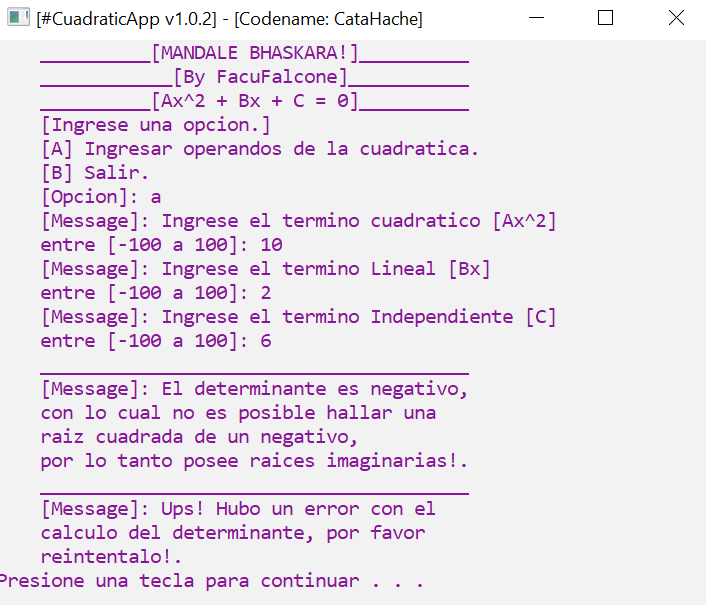 [#CuadraticApp v1.0.2] - [Codename: CataHache]
__________[MANDALE BHASKARA!]__________
____________[By FacuFalcone]___________
__________[Ax^2 + Bx + C = 0]__________
[Ingrese una opcion.]
[A] Ingresar operandos de la cuadratica.
[B] Salir.
[Opcion]: a
[Message]: Ingrese el termino cuadratico [Ax^2]
entre [-100 a 100]: 10
[Message]: Ingrese el termino Lineal [Bx]
entre [-100 a 100]: 2
[Message]: Ingrese el termino Independiente [C]
entre [-100 a 100]: 6
_______________________________________
[Message]: El determinante es negativo,
con lo cual no es posible hallar una
raiz cuadrada de un negativo,
por lo tanto posee raices imaginarias!.
_______________________________________
[Message]: Ups! Hubo un error con el
calculo del determinante, por favor
reintentalo!.
Presione una tecla para continuar . . .